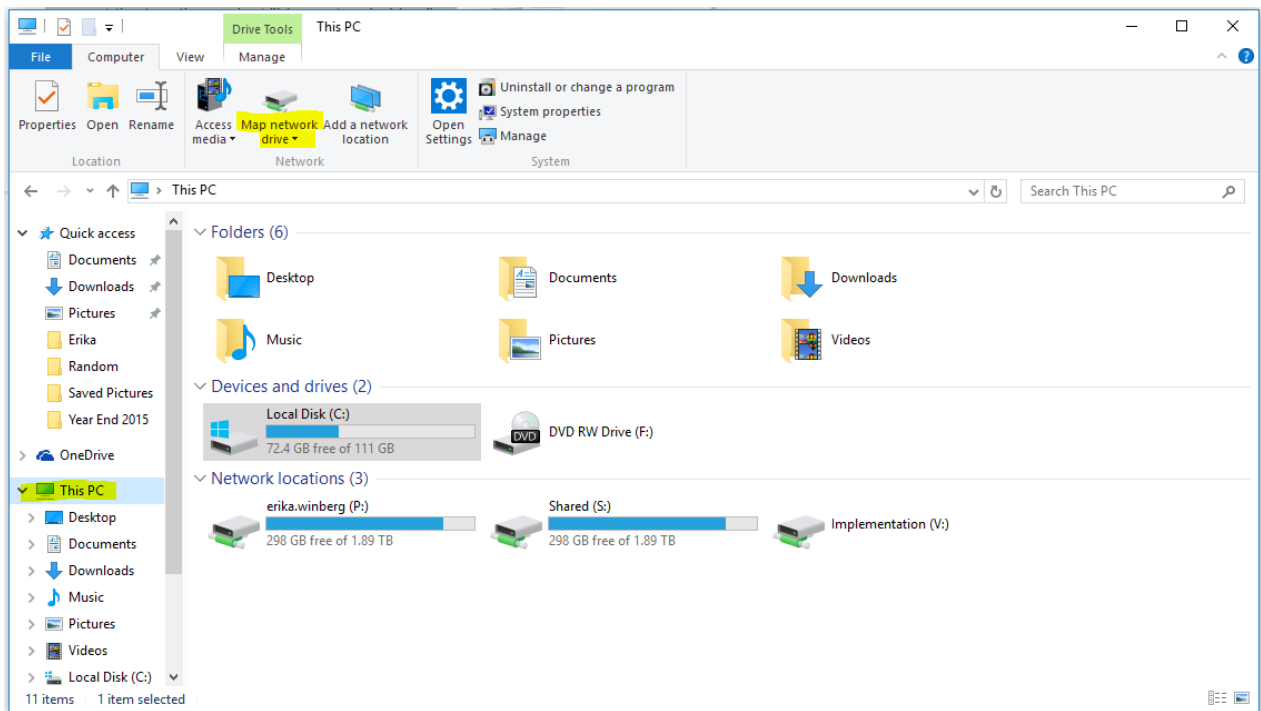 Drive Tools
This PC
File
Computer
View
Manage
Properties
Open
Rename
Access media
Map network drive
Add a network location
Open Settings
Uninstall or change a program
System properties
Manage
Location
Network
System
This PC
Search This PC
Quick access
Documents
Downloads
Pictures
Erika
Random
Saved Pictures
Year End 2015
OneDrive
This PC
Desktop
Documents
Downloads
Music
Pictures
Videos
Local Disk (C:)
Folders (6)
Desktop
Documents
Downloads
Music
Pictures
Videos
Devices and drives (2)
Local Disk (C:)
72.4 GB free of 111 GB
DVD
DVD RW Drive (F:)
Network locations (3)
erika.winberg (P:)
298 GB free of 1.89 TB
Shared (S:)
298 GB free of 1.89 TB
Implementation (V:)
11 items
1 item selected